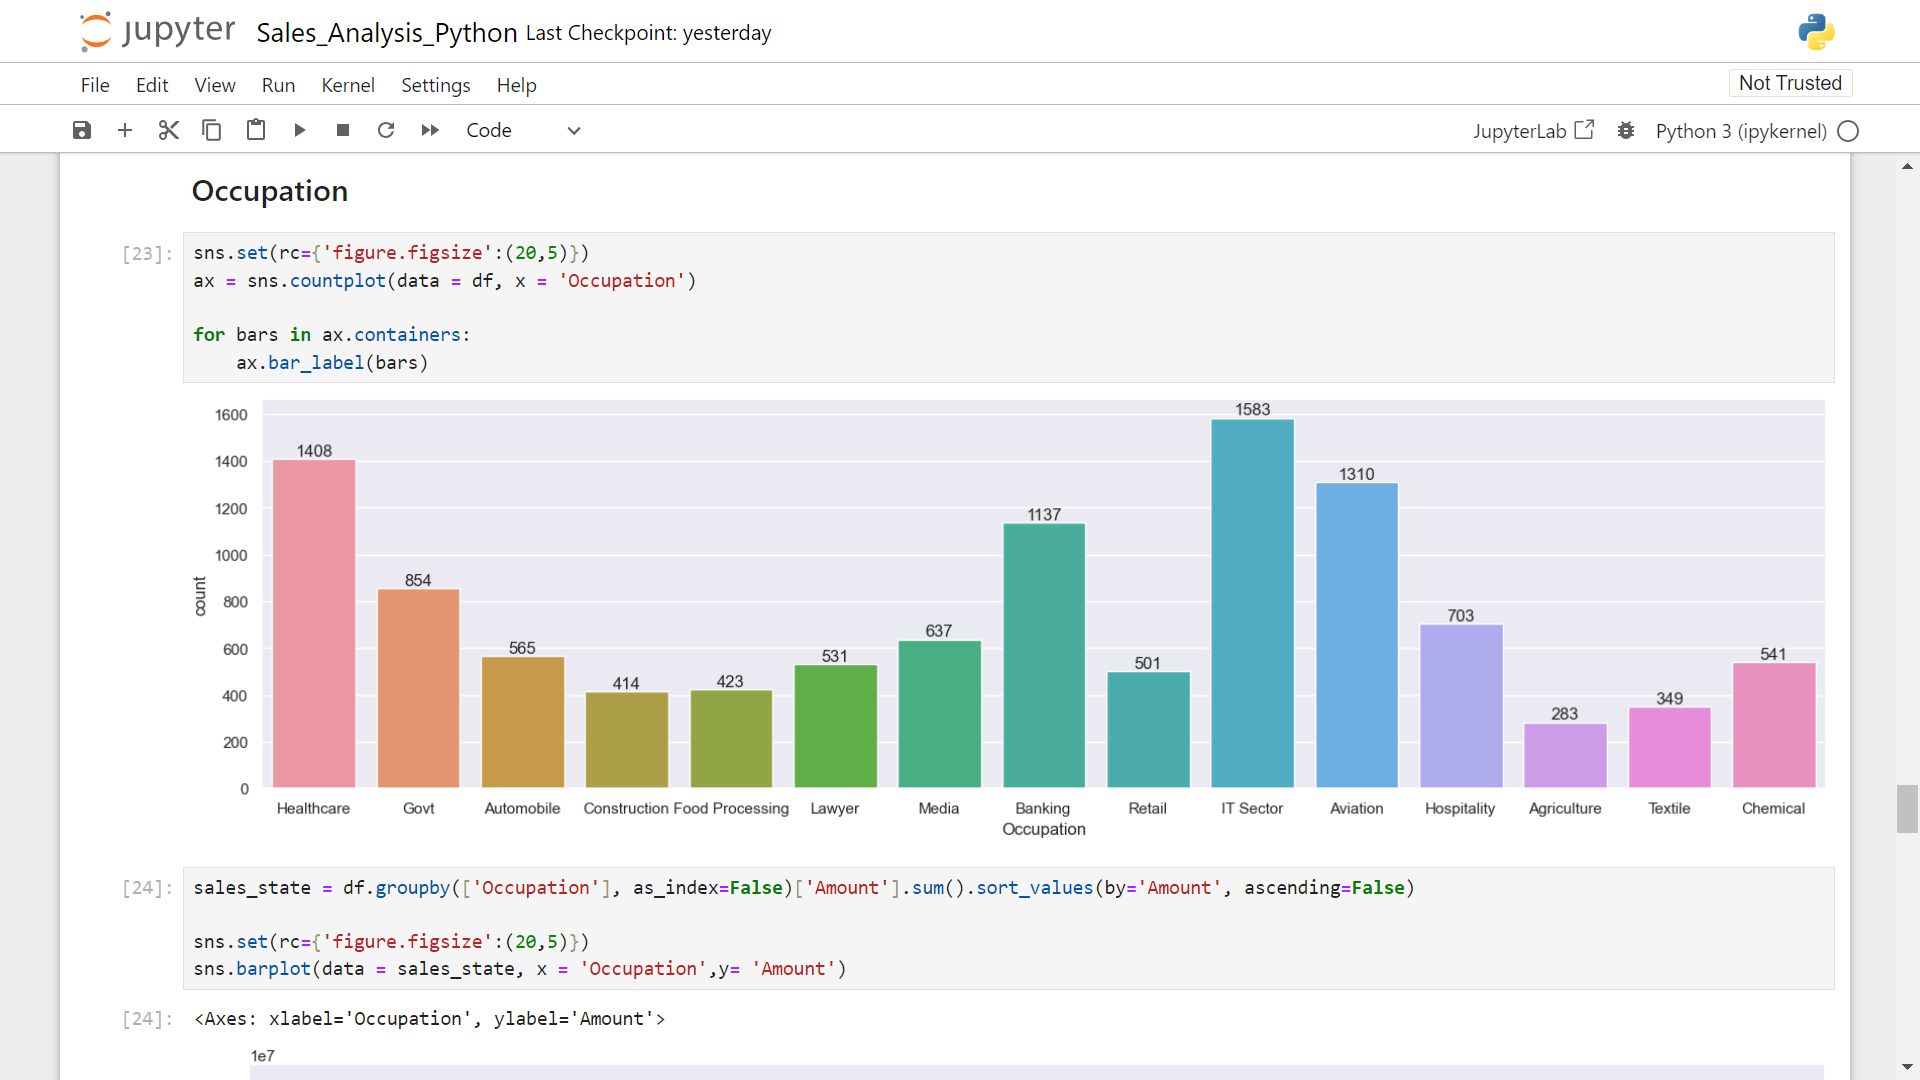 jupyter Sales_Analysis_Python Last Checkpoint: yesterday
File Edit View Run Kernel Settings Help Not Trusted
Code JupyterLab Python 3 (ipykernel)
Occupation
[23]: sns.set(rc={'figure.figsize':(20,5)})
ax = sns.countplot(data = df, x = 'Occupation')
for bars in ax.containers:
    ax.bar_label(bars)
1600
1400
1200
1000
800
600
400
200
0
count
1408
854
565
414
423
531
637
1137
501
1583
1310
703
283
349
541
Healthcare Govt Automobile Construction Food Processing Lawyer Media Banking Retail IT Sector Aviation Hospitality Agriculture Textile Chemical
Occupation
[24]: sales_state = df.groupby(['Occupation'], as_index=False)['Amount'].sum().sort_values(by='Amount', ascending=False)
sns.set(rc={'figure.figsize':(20,5)})
sns.barplot(data = sales_state, x = 'Occupation',y= 'Amount')
[24]: <Axes: xlabel='Occupation', ylabel='Amount'>
1e7